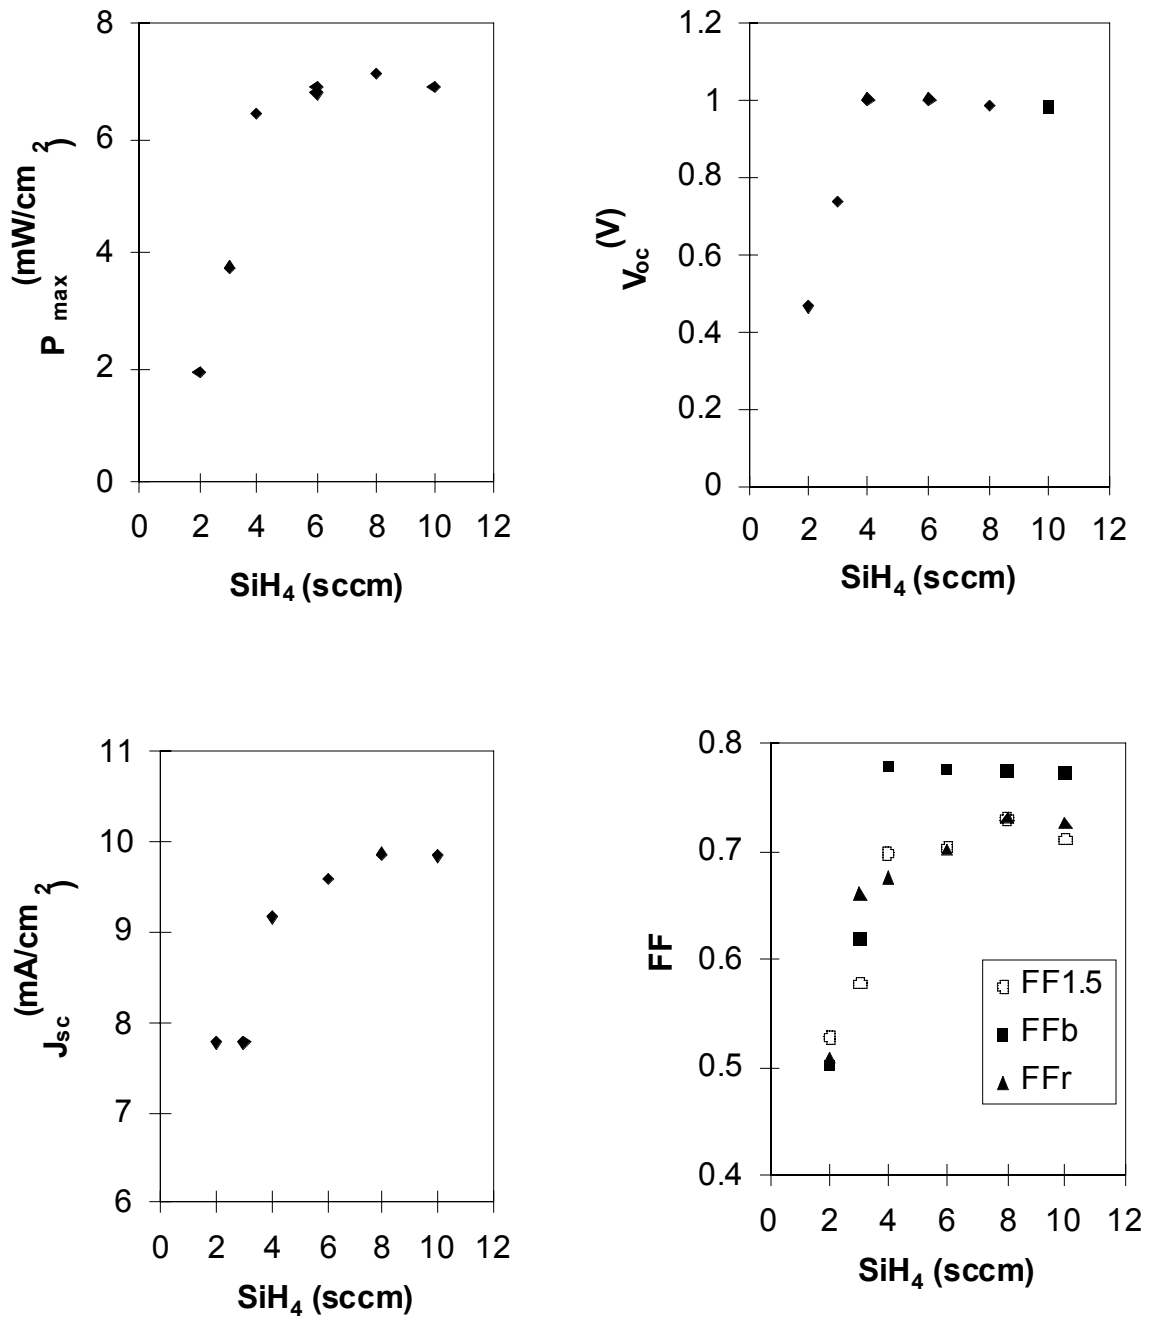 8
6
4
2
0
0 2 4 6 8 10 12
P max (mW/cm 2)
SiH4 (sccm)
1.2
1
0.8
0.6
0.4
0.2
0
0 2 4 6 8 10 12
Voc (V)
SiH4 (sccm)
11
10
9
8
7
6
0 2 4 6 8 10 12
Jsc (mA/cm 2)
SiH4 (sccm)
0.8
0.7
0.6
0.5
0.4
0 2 4 6 8 10 12
FF
SiH4 (sccm)
FF1.5
FFb
FFr